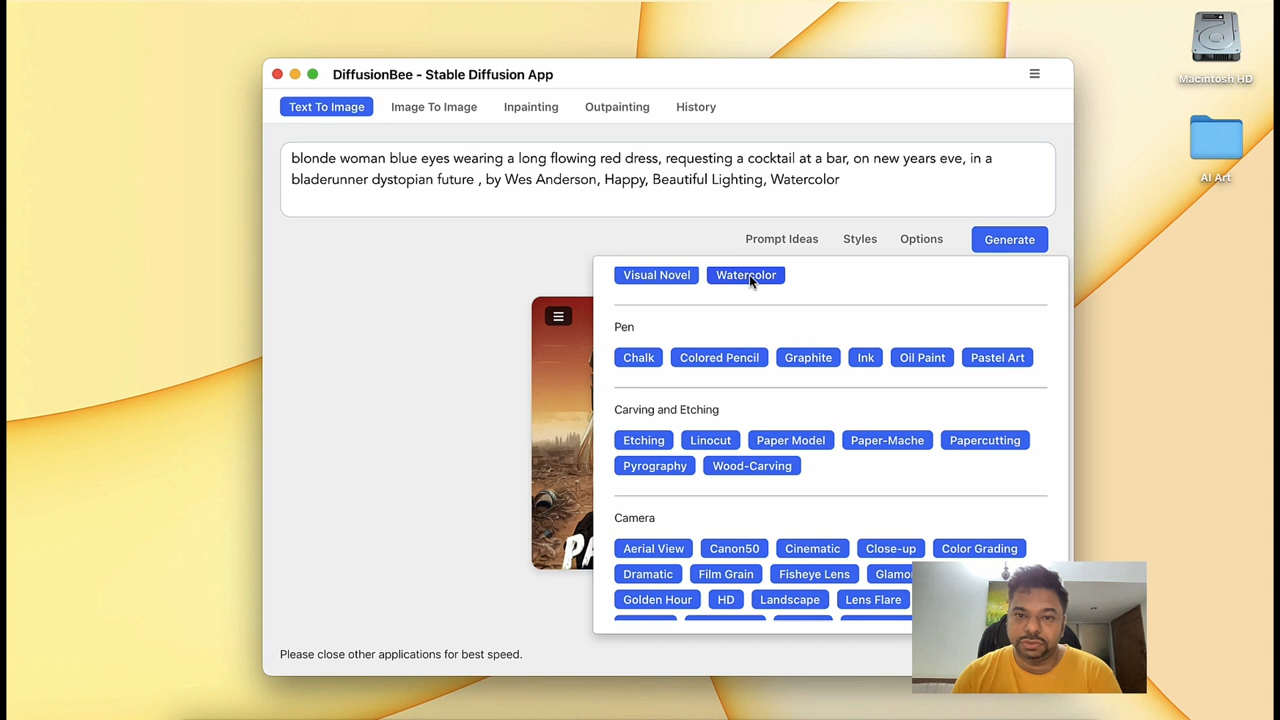 DiffusionBee - Stable Diffusion App
Macintosh HD
Text To Image Image To Image Inpainting Outpainting History
blonde woman blue eyes wearing a long flowing red dress, requesting a cocktail at a bar, on new years eve, in a
bladerunner dystopian future , by Wes Anderson, Happy, Beautiful Lighting, Watercolor
AI Art
Prompt Ideas Styles Options Generate
Visual Novel Watercolor
Pen
Chalk Colored Pencil Graphite Ink Oil Paint Pastel Art
Carving and Etching
Etching Linocut Paper Model Paper-Mache Papercutting
Pyrography Wood-Carving
Camera
Aerial View Canon50 Cinematic Close-up Color Grading
Dramatic Film Grain Fisheye Lens Glamo
Golden Hour HD Landscape Lens Flare
PA
Please close other applications for best speed.